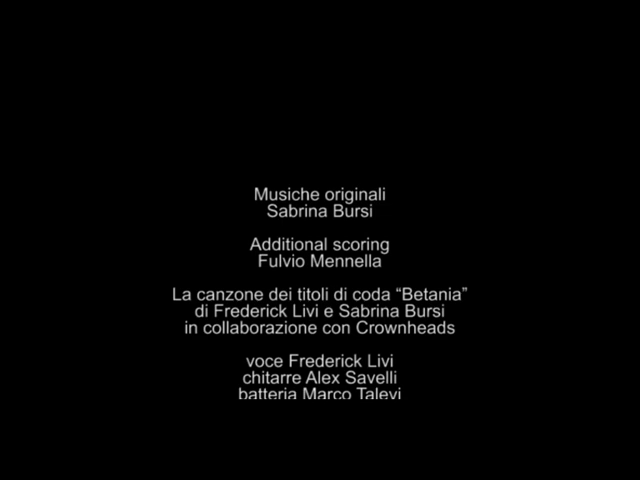 Musiche originali
Sabrina Bursi
Additional scoring
Fulvio Mennella
La canzone dei titoli di coda “Betania”
di Frederick Livi e Sabrina Bursi
in collaborazione con Crownheads
voce Frederick Livi
chitarre Alex Savelli
batteria Marco Talevi